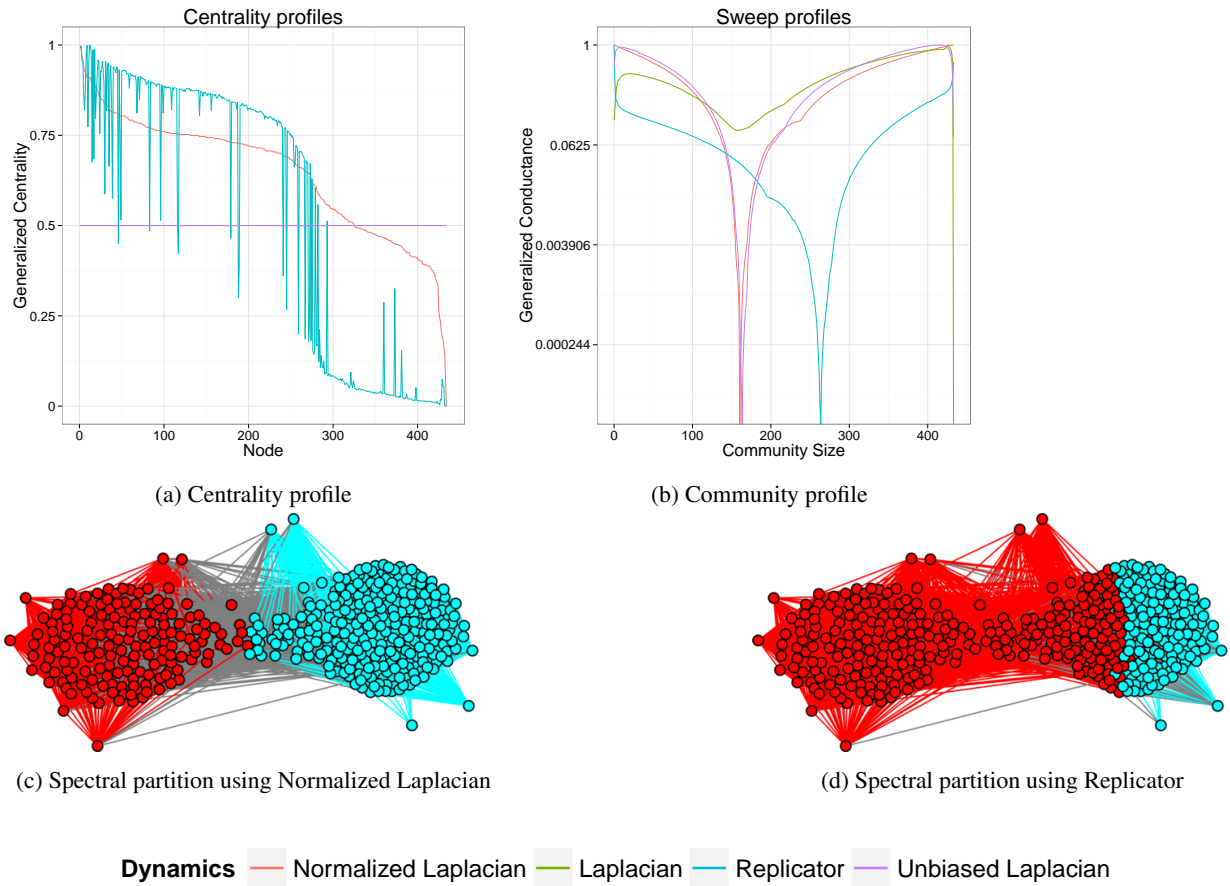 Centrality profiles
1
0.75
0.5
0.25
0
Generalized Centrality
0 100 200 300 400
Node
Sweep profiles
1
0.0625
0.003906
0.000244
Generalized Conductance
0 100 200 300 400
Community Size
(a) Centrality profile
(b) Community profile
(c) Spectral partition using Normalized Laplacian
(d) Spectral partition using Replicator
Dynamics Normalized Laplacian Laplacian Replicator Unbiased Laplacian